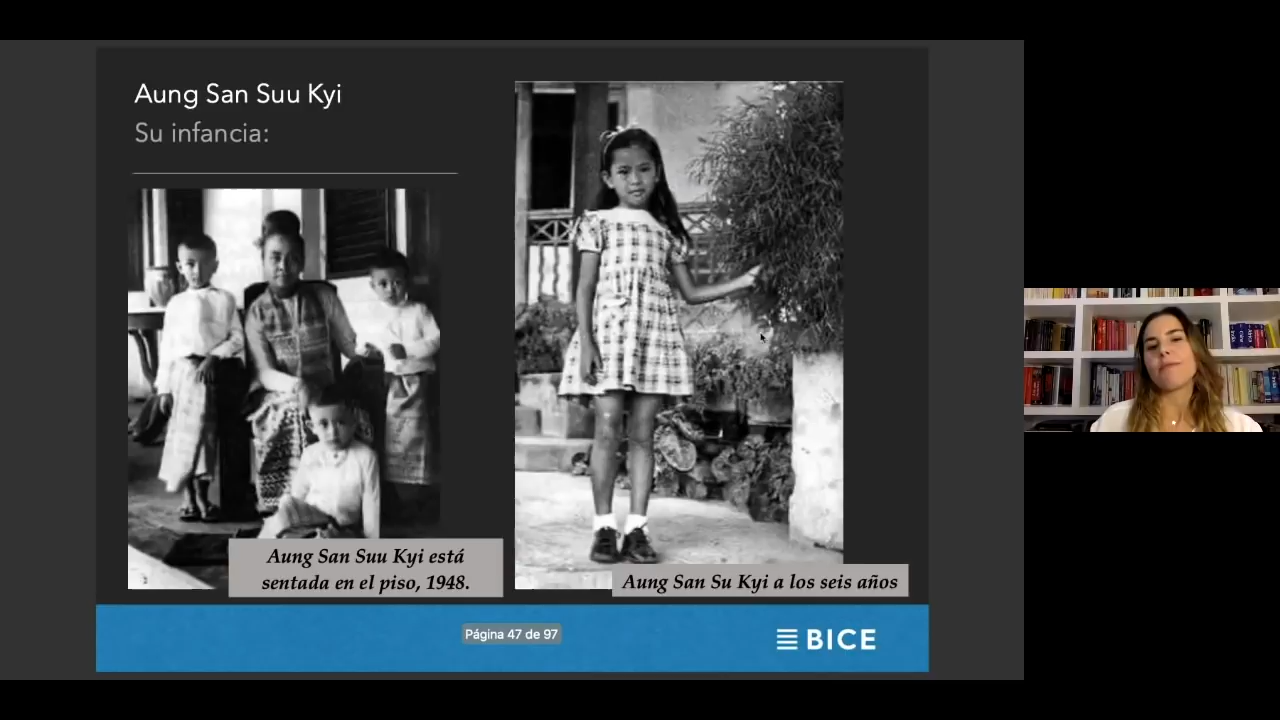 Aung San Suu Kyi
Su infancia:
Aung San Suu Kyi está
sentada en el piso, 1948.
Aung San Su Kyi a los seis años
Página 47 de 97
BICE